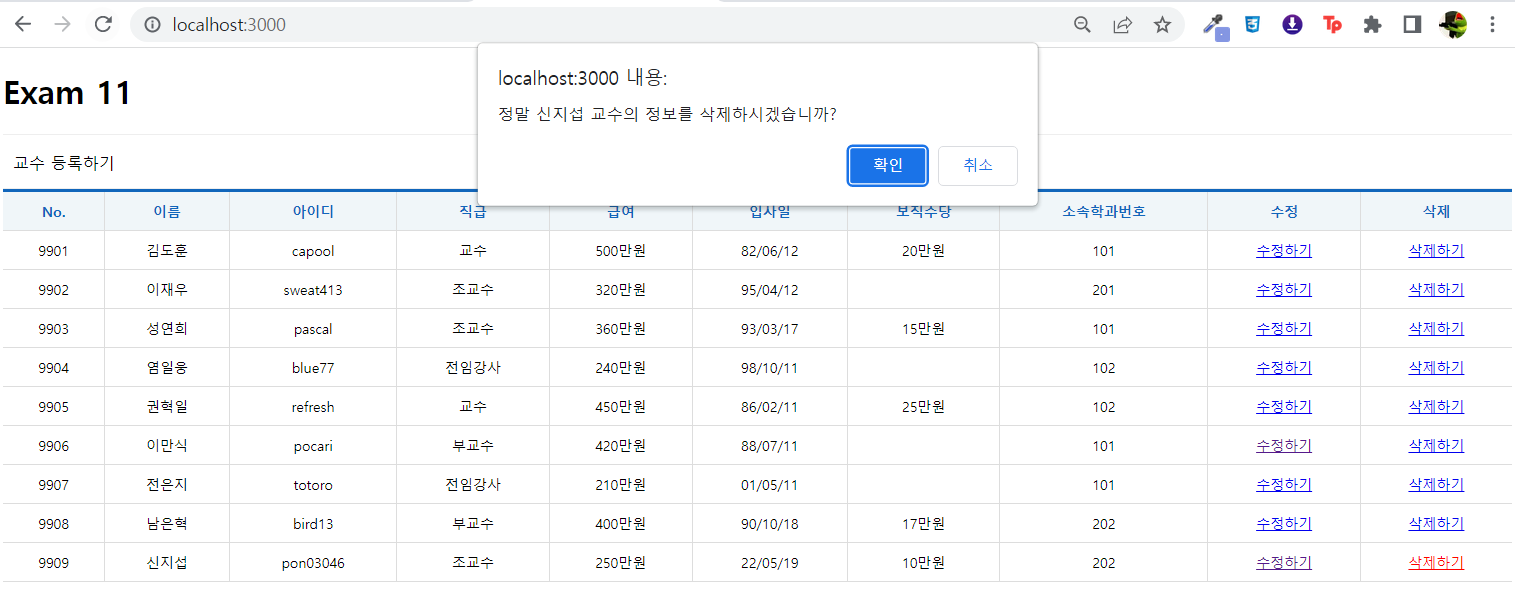 localhost:3000
localhost:3000 내용:
정말 신지섭 교수의 정보를 삭제하시겠습니까?
확인 취소
Exam 11
교수 등록하기
No. 이름 아이디 직급 급여 입사일 보직수당 소속학과번호 수정 삭제
9901 김도훈 capool 교수 500만원 82/06/12 20만원 101 수정하기 삭제하기
9902 이재우 sweat413 조교수 320만원 95/04/12 201 수정하기 삭제하기
9903 성연희 pascal 조교수 360만원 93/03/17 15만원 101 수정하기 삭제하기
9904 염일웅 blue77 전임강사 240만원 98/10/11 102 수정하기 삭제하기
9905 권혁일 refresh 교수 450만원 86/02/11 25만원 102 수정하기 삭제하기
9906 이만식 pocari 부교수 420만원 88/07/11 101 수정하기 삭제하기
9907 전은지 totoro 전임강사 210만원 01/05/11 101 수정하기 삭제하기
9908 남은혁 bird13 부교수 400만원 90/10/18 17만원 202 수정하기 삭제하기
9909 신지섭 pon03046 조교수 250만원 22/05/19 10만원 202 수정하기 삭제하기